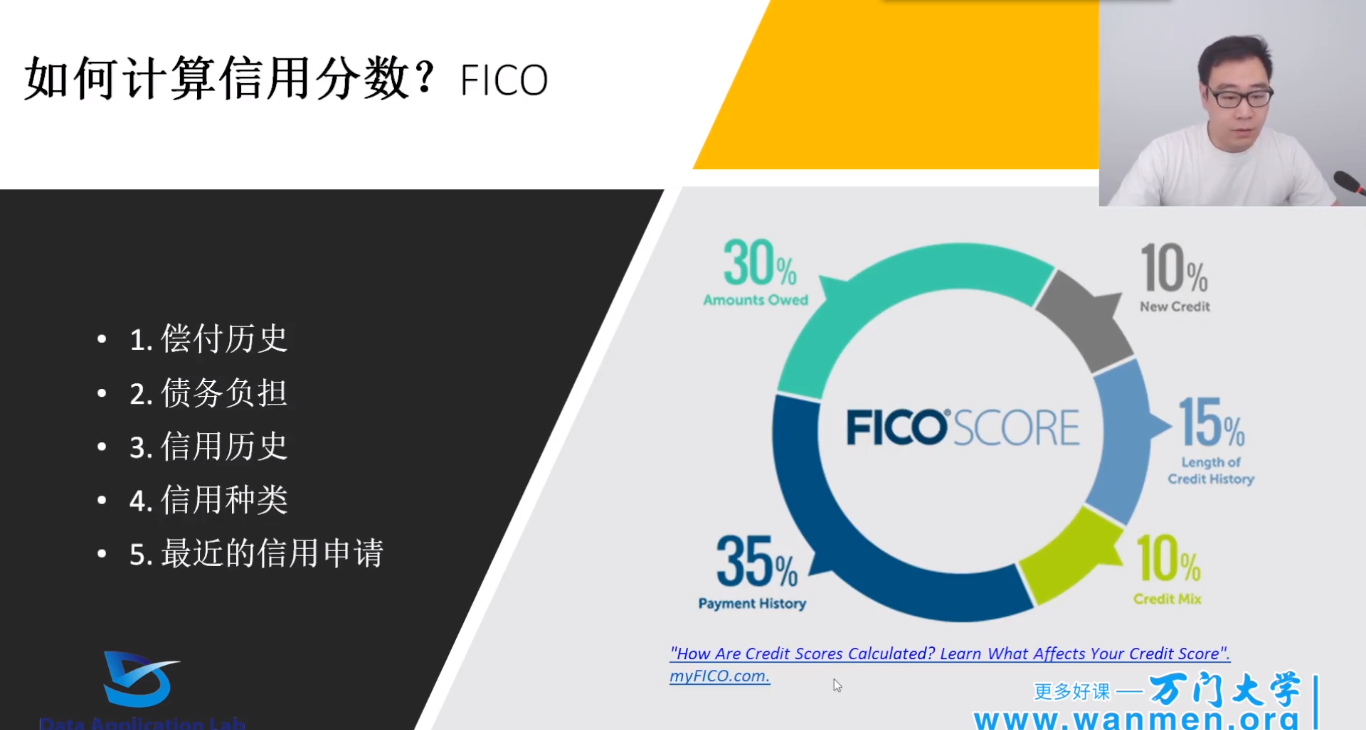 如何计算信用分数？FICO
• 1. 偿付历史
• 2. 债务负担
• 3. 信用历史
• 4. 信用种类
• 5. 最近的信用申请
30%
Amounts Owed
10%
New Credit
FICO® SCORE
15%
Length of
Credit History
35%
Payment History
10%
Credit Mix
"How Are Credit Scores Calculated? Learn What Affects Your Credit Score".
myFICO.com.
Data Application Lab
更多好课 — 万门大学
www.wanmen.org